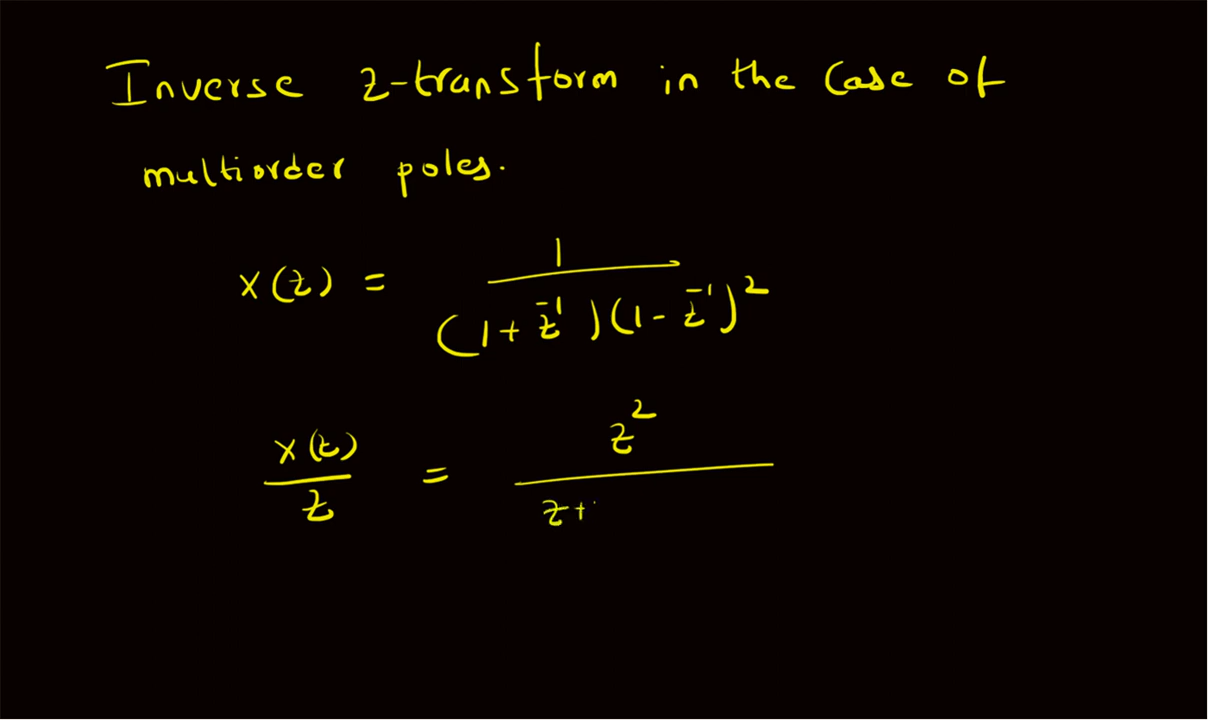 Inverse z-transform in the case of
multiorder poles.
X(z) = 1 / (1+z⁻¹)(1-z⁻¹)²
X(z)/z = z² / z+